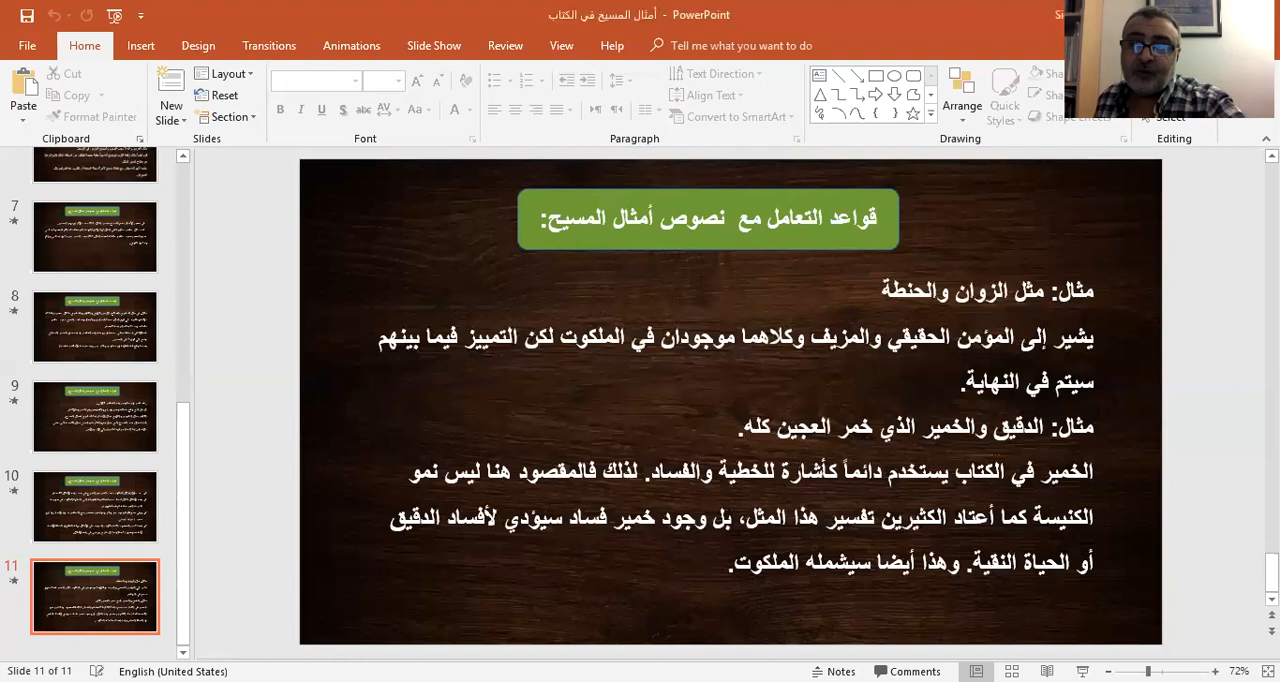 أمثال المسيح في الكتاب - PowerPoint
File Home Insert Design Transitions Animations Slide Show Review View Help Tell me what you want to do
Cut
Copy
Format Painter
Paste
Clipboard
New Slide
Layout
Reset
Section
Slides
Font
Text Direction
Align Text
Convert to SmartArt
Paragraph
Arrange
Quick Styles
Shape Effects
Drawing
Select
Editing
7
8
9
10
11
قواعد التعامل مع نصوص أمثال المسيح:
مثال: مثل الزوان والحنطة
يشير إلى المؤمن الحقيقي والمزيف وكلاهما موجودان في الملكوت لكن التمييز فيما بينهم
سيتم في النهاية.
مثال: الدقيق والخمير الذي خمر العجين كله.
الخمير في الكتاب يستخدم دائماً كأشارة للخطية والفساد. لذلك فالمقصود هنا ليس نمو
الكنيسة كما أعتاد الكثيرين تفسير هذا المثل، بل وجود خمير فساد سيؤدي لأفساد الدقيق
أو الحياة النقية. وهذا أيضا سيشمله الملكوت.
Slide 11 of 11 English (United States) Notes Comments 72%